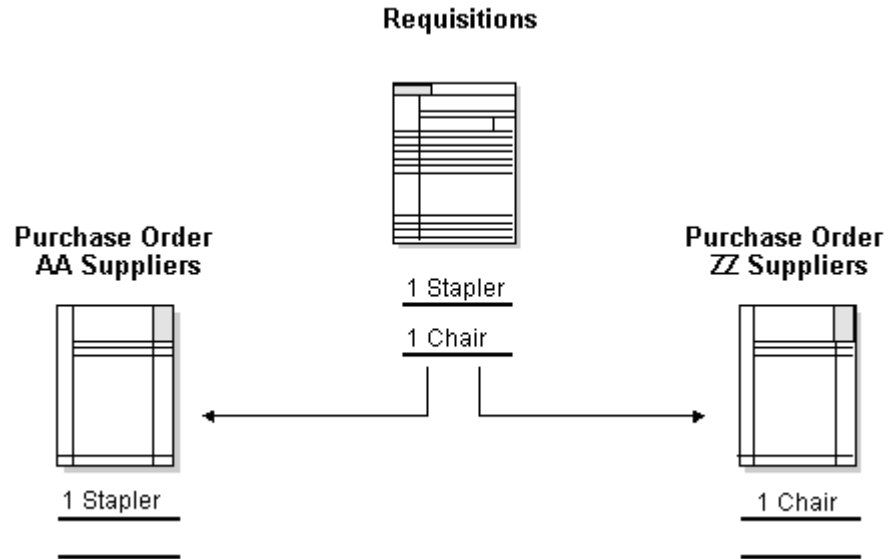 Requisitions
1 Stapler
1 Chair
Purchase Order
AA Suppliers
1 Stapler
Purchase Order
ZZ Suppliers
1 Chair